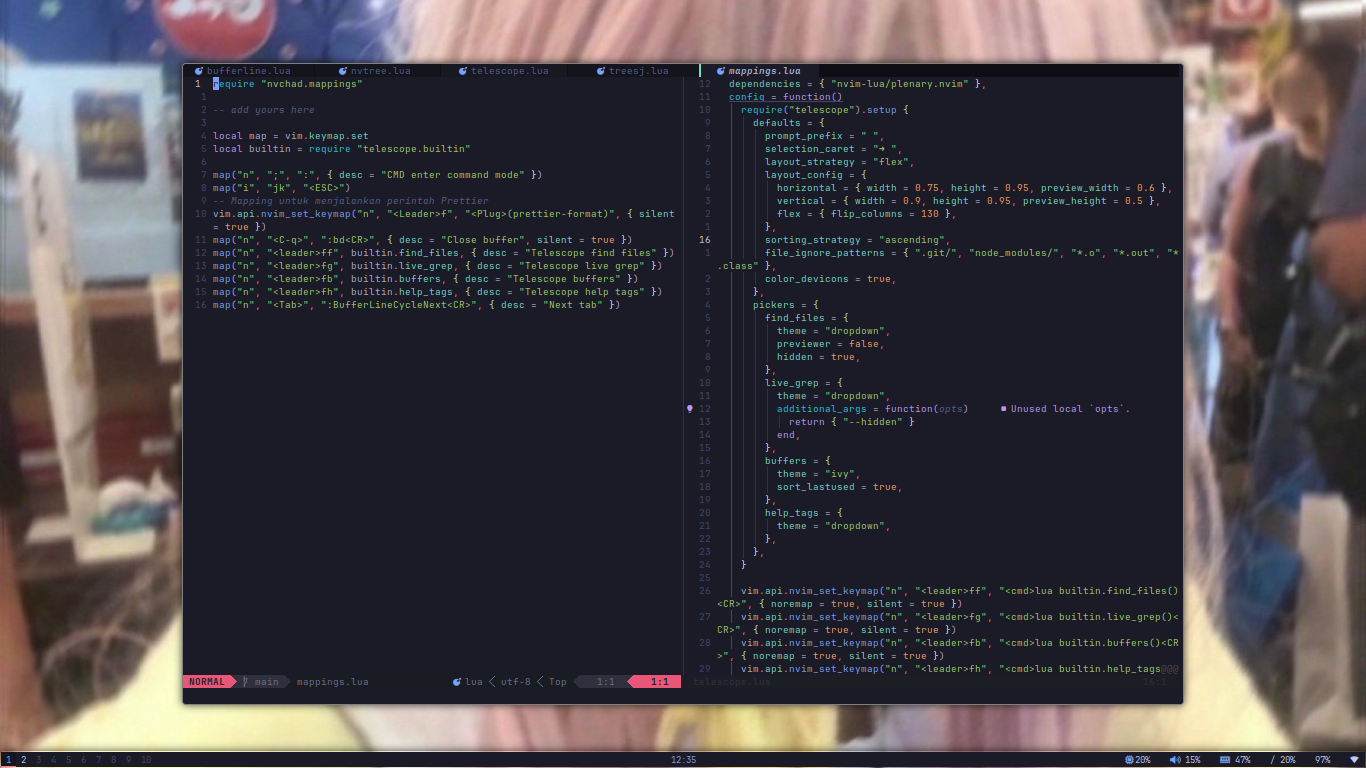 bufferline.lua nvtree.lua telescope.lua treesj.lua mappings.lua
1 require "nvchad.mappings"
1
2 -- add yours here
3
4 local map = vim.keymap.set
5 local builtin = require "telescope.builtin"
6
7 map("n", ";", ":", { desc = "CMD enter command mode" })
8 map("i", "jk", "<ESC>")
9 -- Mapping untuk menjalankan perintah Prettier
10 vim.api.nvim_set_keymap("n", "<Leader>f", "<Plug>(prettier-format)", { silent
= true })
11 map("n", "<C-q>", ":bd<CR>", { desc = "Close buffer", silent = true })
12 map("n", "<leader>ff", builtin.find_files, { desc = "Telescope find files" })
13 map("n", "<leader>fg", builtin.live_grep, { desc = "Telescope live grep" })
14 map("n", "<leader>fb", builtin.buffers, { desc = "Telescope buffers" })
15 map("n", "<leader>fh", builtin.help_tags, { desc = "Telescope help tags" })
16 map("n", "<Tab>", ":BufferLineCycleNext<CR>", { desc = "Next tab" })
NORMAL main mappings.lua lua utf-8 Top 1:1 1:1
12 dependencies = { "nvim-lua/plenary.nvim" },
11 config = function()
10 require("telescope").setup {
9 defaults = {
8 prompt_prefix = " ",
7 selection_caret = "➜ ",
6 layout_strategy = "flex",
5 layout_config = {
4 horizontal = { width = 0.75, height = 0.95, preview_width = 0.6 },
3 vertical = { width = 0.9, height = 0.95, preview_height = 0.5 },
2 flex = { flip_columns = 130 },
1 },
16 sorting_strategy = "ascending",
1 file_ignore_patterns = { ".git/", "node_modules/", "*.o", "*.out", "*
.class" },
2 color_devicons = true,
3 },
4 pickers = {
5 find_files = {
6 theme = "dropdown",
7 previewer = false,
8 hidden = true,
9 },
10 live_grep = {
11 theme = "dropdown",
12 additional_args = function(opts) ■ Unused local `opts`.
13 return { "--hidden" }
14 end,
15 },
16 buffers = {
17 theme = "ivy",
18 sort_lastused = true,
19 },
20 help_tags = {
21 theme = "dropdown",
22 },
23 },
24 }
25
26 vim.api.nvim_set_keymap("n", "<leader>ff", "<cmd>lua builtin.find_files()
<CR>", { noremap = true, silent = true })
27 vim.api.nvim_set_keymap("n", "<leader>fg", "<cmd>lua builtin.live_grep()<
CR>", { noremap = true, silent = true })
28 vim.api.nvim_set_keymap("n", "<leader>fb", "<cmd>lua builtin.buffers()<CR
>", { noremap = true, silent = true })
29 vim.api.nvim_set_keymap("n", "<leader>fh", "<cmd>lua builtin.help_tags@@@
telescope.lua 16:1
1 2 3 4 5 6 7 8 9 10 12:35 20% 15% 47% / 20% 97%